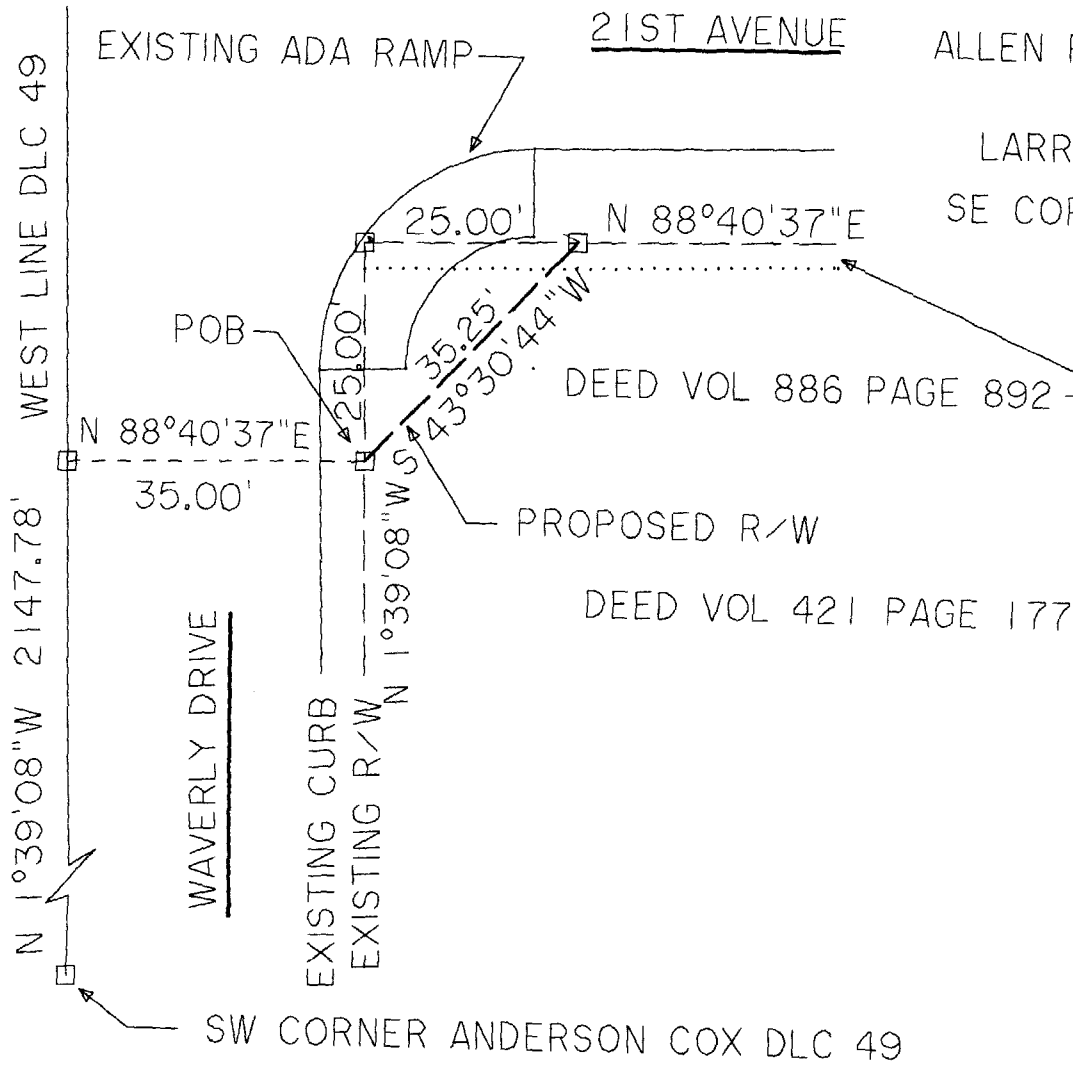 21ST AVENUE
EXISTING ADA RAMP
ALLEN
LARR
SE COR
WEST LINE DLC 49
25.00'
N 88°40'37"E
POB
25.00'
35.25'
S 43°30'44"W
DEED VOL 886 PAGE 892
N 88°40'37"E
35.00'
N 1°39'08"W
PROPOSED R/W
DEED VOL 421 PAGE 177
N 1°39'08"W 2147.78'
WAVERLY DRIVE
EXISTING CURB
EXISTING R/W
SW CORNER ANDERSON COX DLC 49